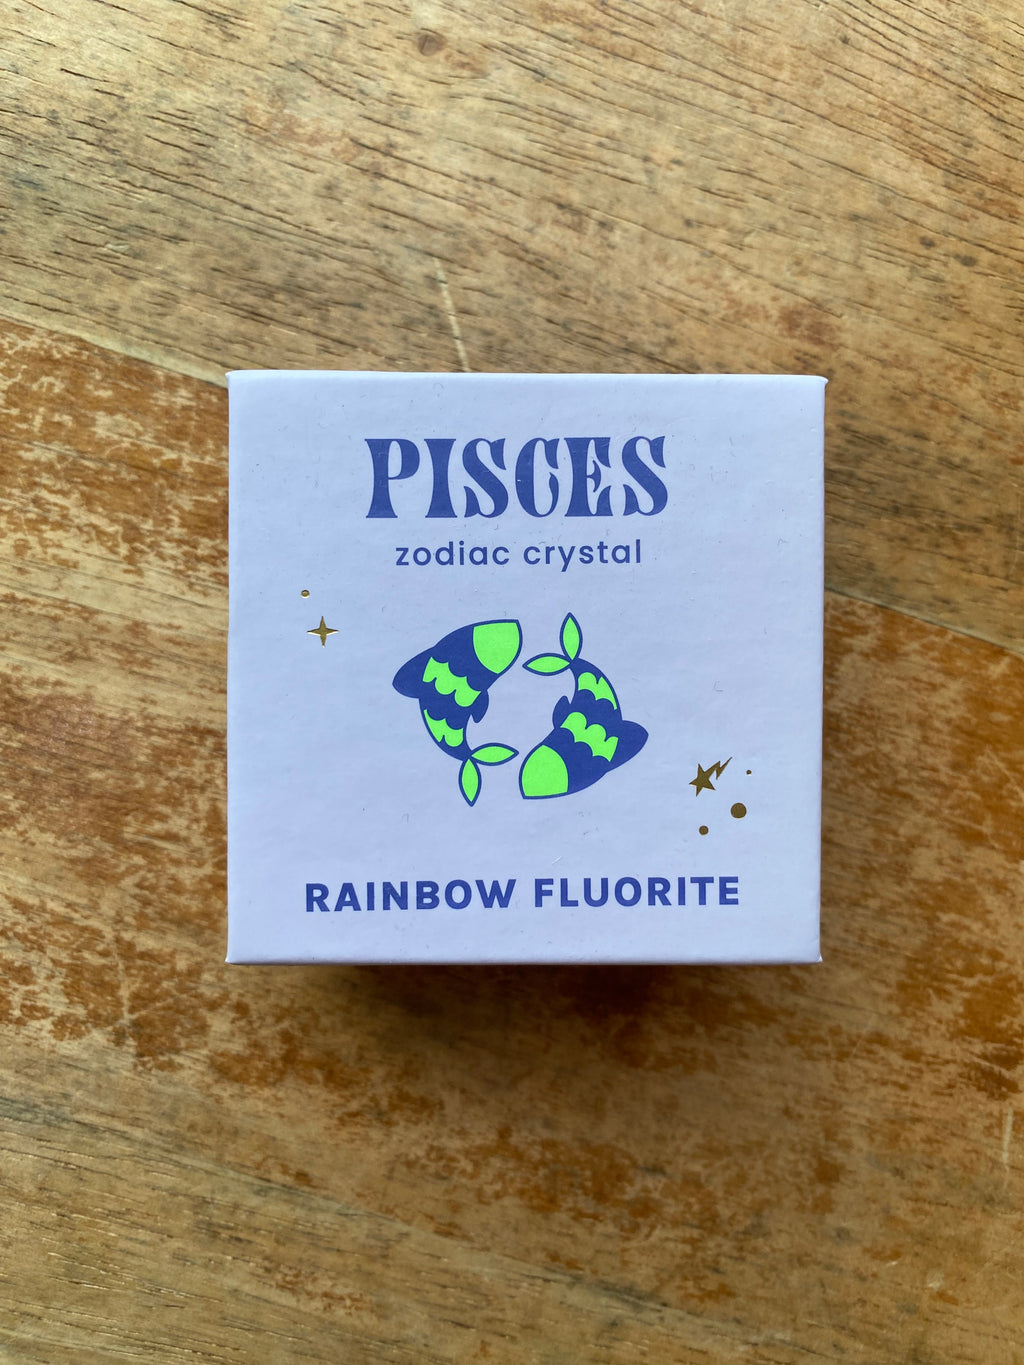 PISCES
zodiac crystal
RAINBOW FLUORITE